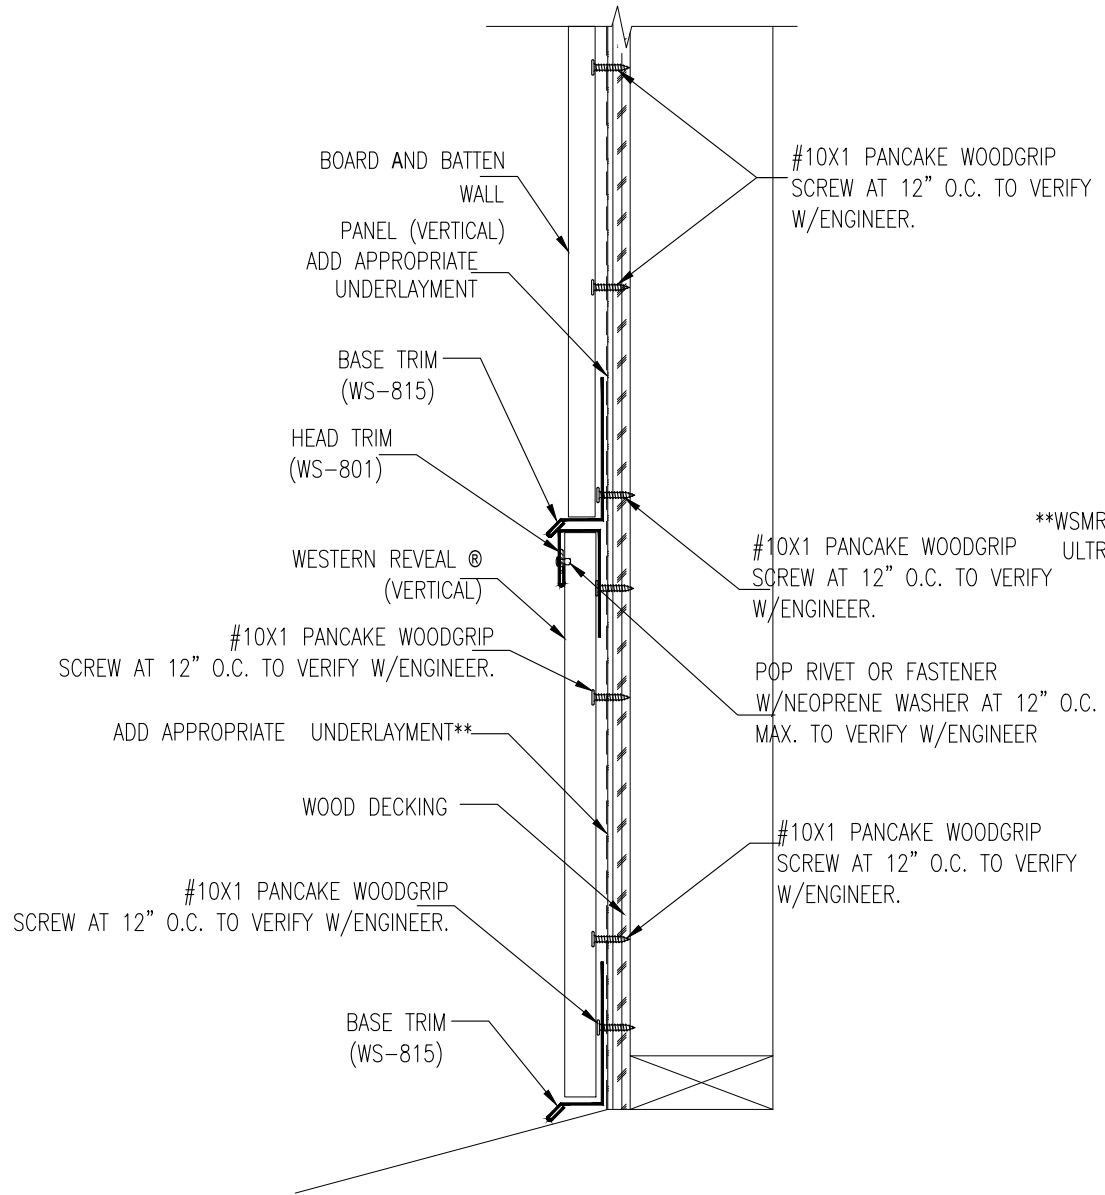 BOARD AND BATTEN
WALL
PANEL (VERTICAL)
ADD APPROPRIATE
UNDERLAYMENT
BASE TRIM
(WS-815)
HEAD TRIM
(WS-801)
WESTERN REVEAL ®
(VERTICAL)
#10X1 PANCAKE WOODGRIP
SCREW AT 12" O.C. TO VERIFY W/ENGINEER.
ADD APPROPRIATE UNDERLAYMENT**
WOOD DECKING
#10X1 PANCAKE WOODGRIP
SCREW AT 12" O.C. TO VERIFY W/ENGINEER.
BASE TRIM
(WS-815)
#10X1 PANCAKE WOODGRIP
SCREW AT 12" O.C. TO VERIFY
W/ENGINEER.
**WSMR
ULTR
#10X1 PANCAKE WOODGRIP
SCREW AT 12" O.C. TO VERIFY
W/ENGINEER.
POP RIVET OR FASTENER
W/NEOPRENE WASHER AT 12" O.C.
MAX. TO VERIFY W/ENGINEER
#10X1 PANCAKE WOODGRIP
SCREW AT 12" O.C. TO VERIFY
W/ENGINEER.